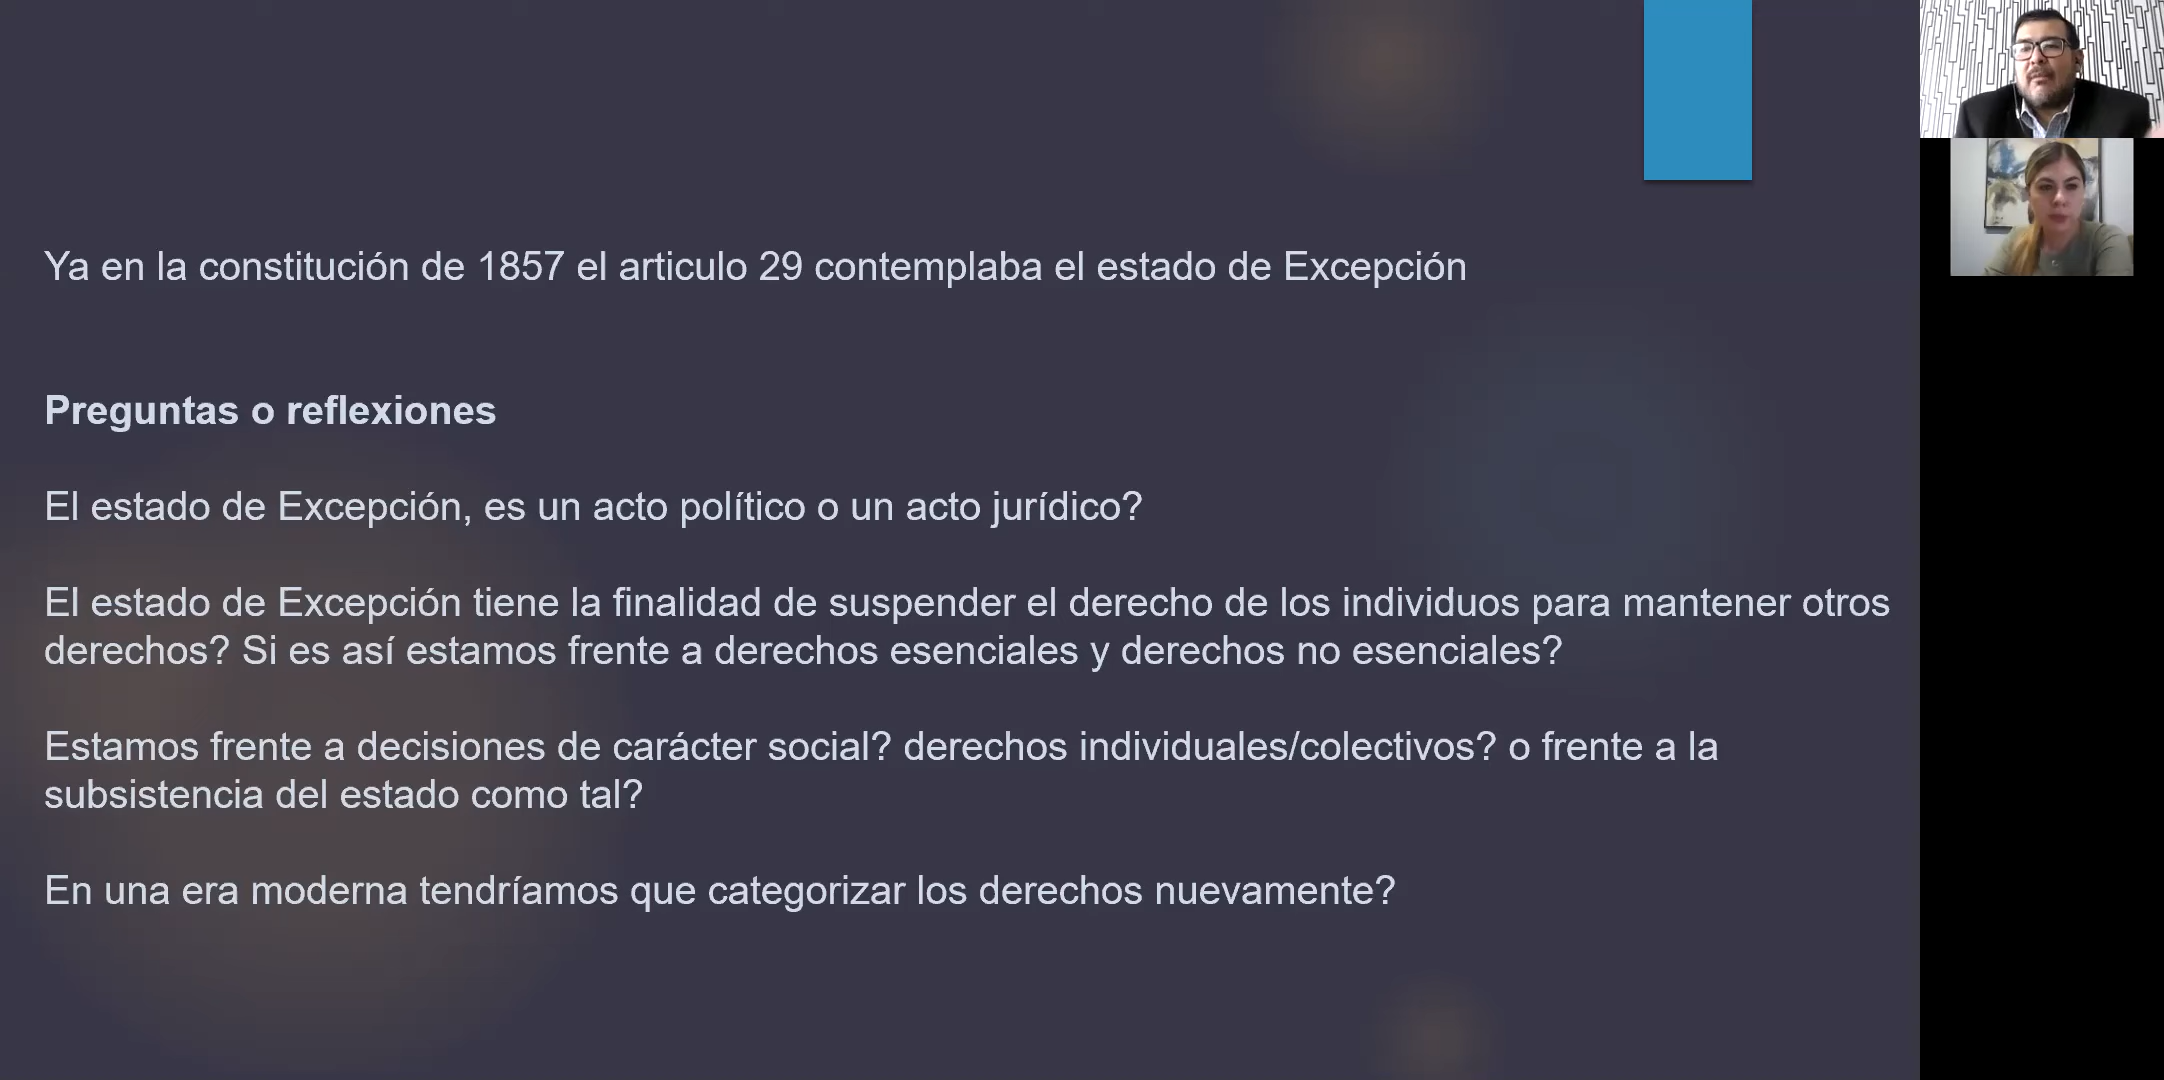 Ya en la constitución de 1857 el articulo 29 contemplaba el estado de Excepción
Preguntas o reflexiones
El estado de Excepción, es un acto político o un acto jurídico?
El estado de Excepción tiene la finalidad de suspender el derecho de los individuos para mantener otros
derechos? Si es así estamos frente a derechos esenciales y derechos no esenciales?
Estamos frente a decisiones de carácter social? derechos individuales/colectivos? o frente a la
subsistencia del estado como tal?
En una era moderna tendríamos que categorizar los derechos nuevamente?